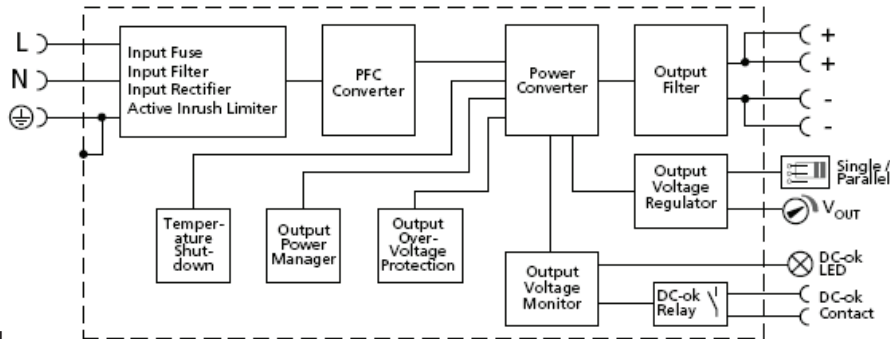 L
N
Input Fuse
Input Filter
Input Rectifier
Active Inrush Limiter
PFC
Converter
Power
Converter
Output
Filter
+
+
-
-
Output
Voltage
Regulator
Single /
Parallel
VOUT
Temper-
ature
Shut-
down
Output
Power
Manager
Output
Over-
Voltage
Protection
Output
Voltage
Monitor
DC-ok
LED
DC-ok
Relay
DC-ok
Contact